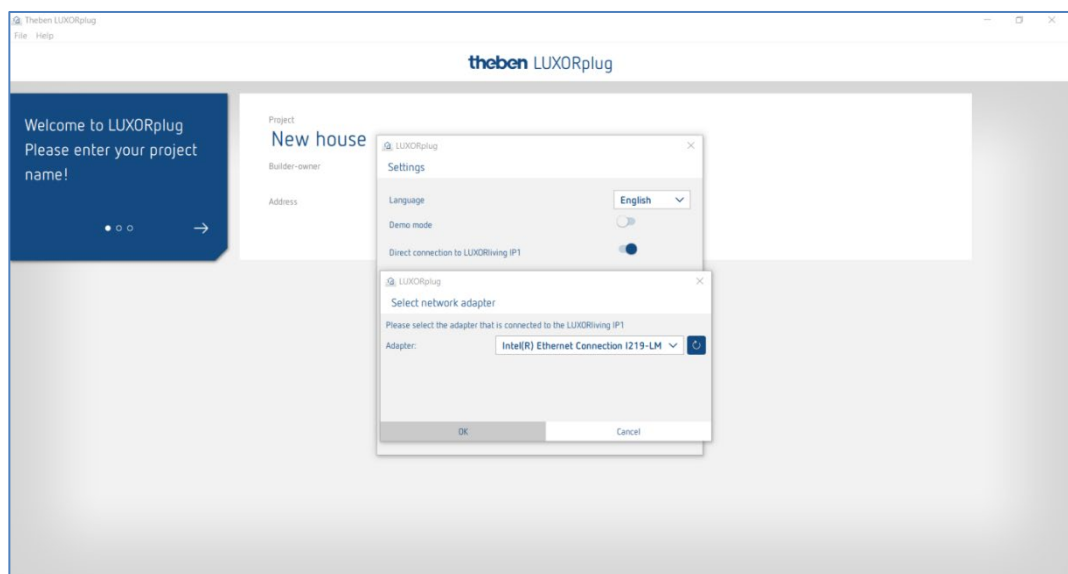 Theben LUXORplug
File Help
theben LUXORplug
Welcome to LUXORplug
Please enter your project
name!
Project
New house
Builder-owner
Address
LUXORplug
Settings
Language
English
Demo mode
Direct connection to LUXORliving IP1
LUXORplug
Select network adapter
Please select the adapter that is connected to the LUXORliving IP1
Adapter:
Intel(R) Ethernet Connection I219-LM
OK
Cancel